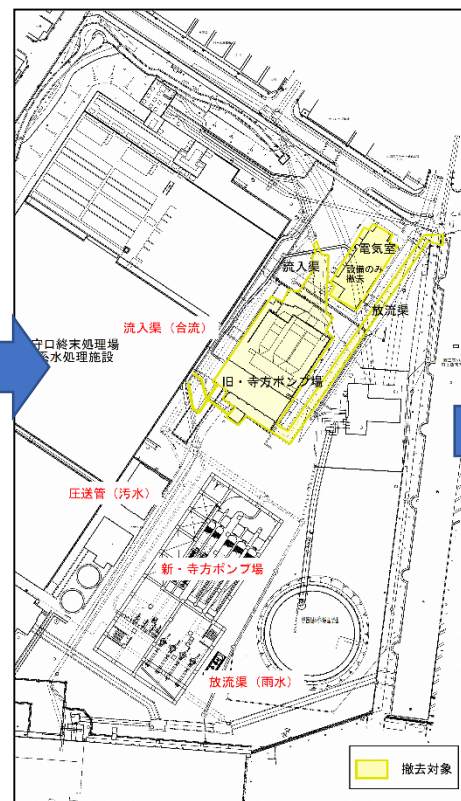 電気室
設備のみ
撤去
流入渠
放流渠
流入渠（合流）
守口終末処理場
系水処理施設
旧・寺方ポンプ場
圧送管（汚水）
新・寺方ポンプ場
放流渠（雨水）
撤去対象